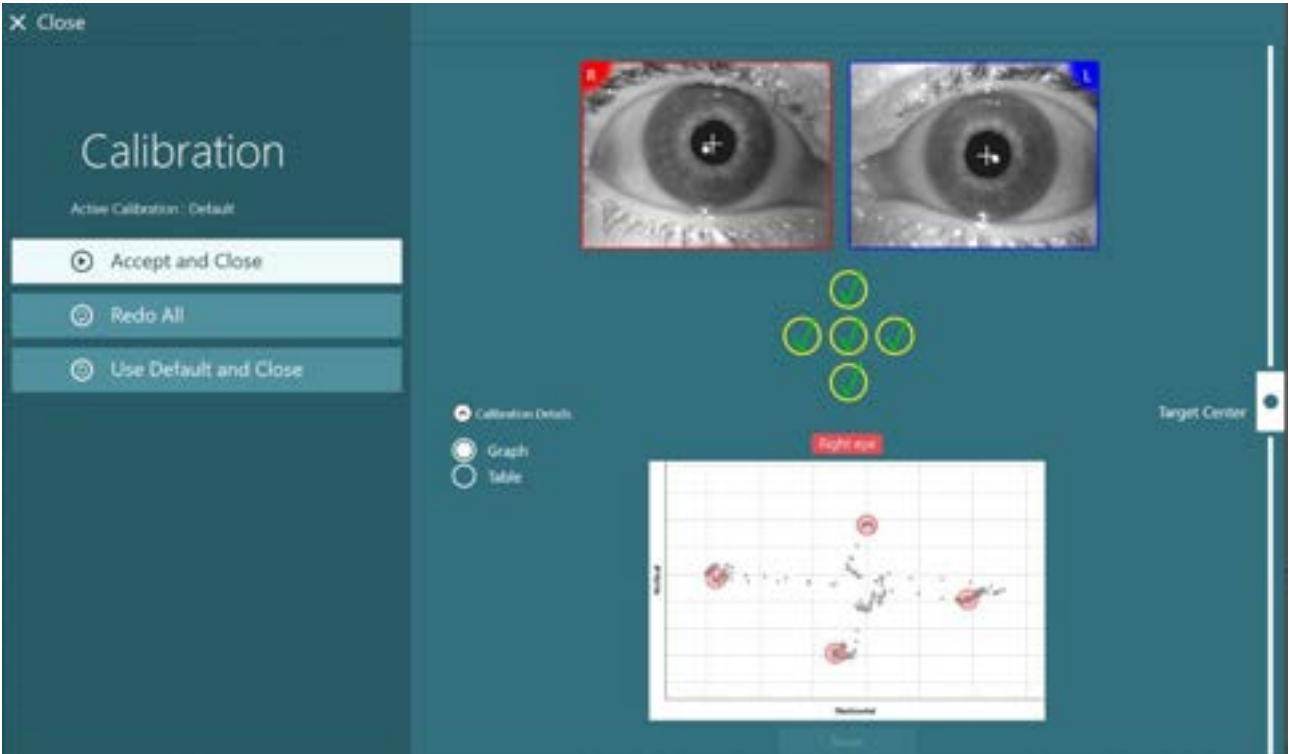 Close
R
L
Calibration
Active Calibration : Default
Accept and Close
Redo All
Use Default and Close
Calibration Details
Graph
Table
Target Center
Right eye
Vertical
Horizontal